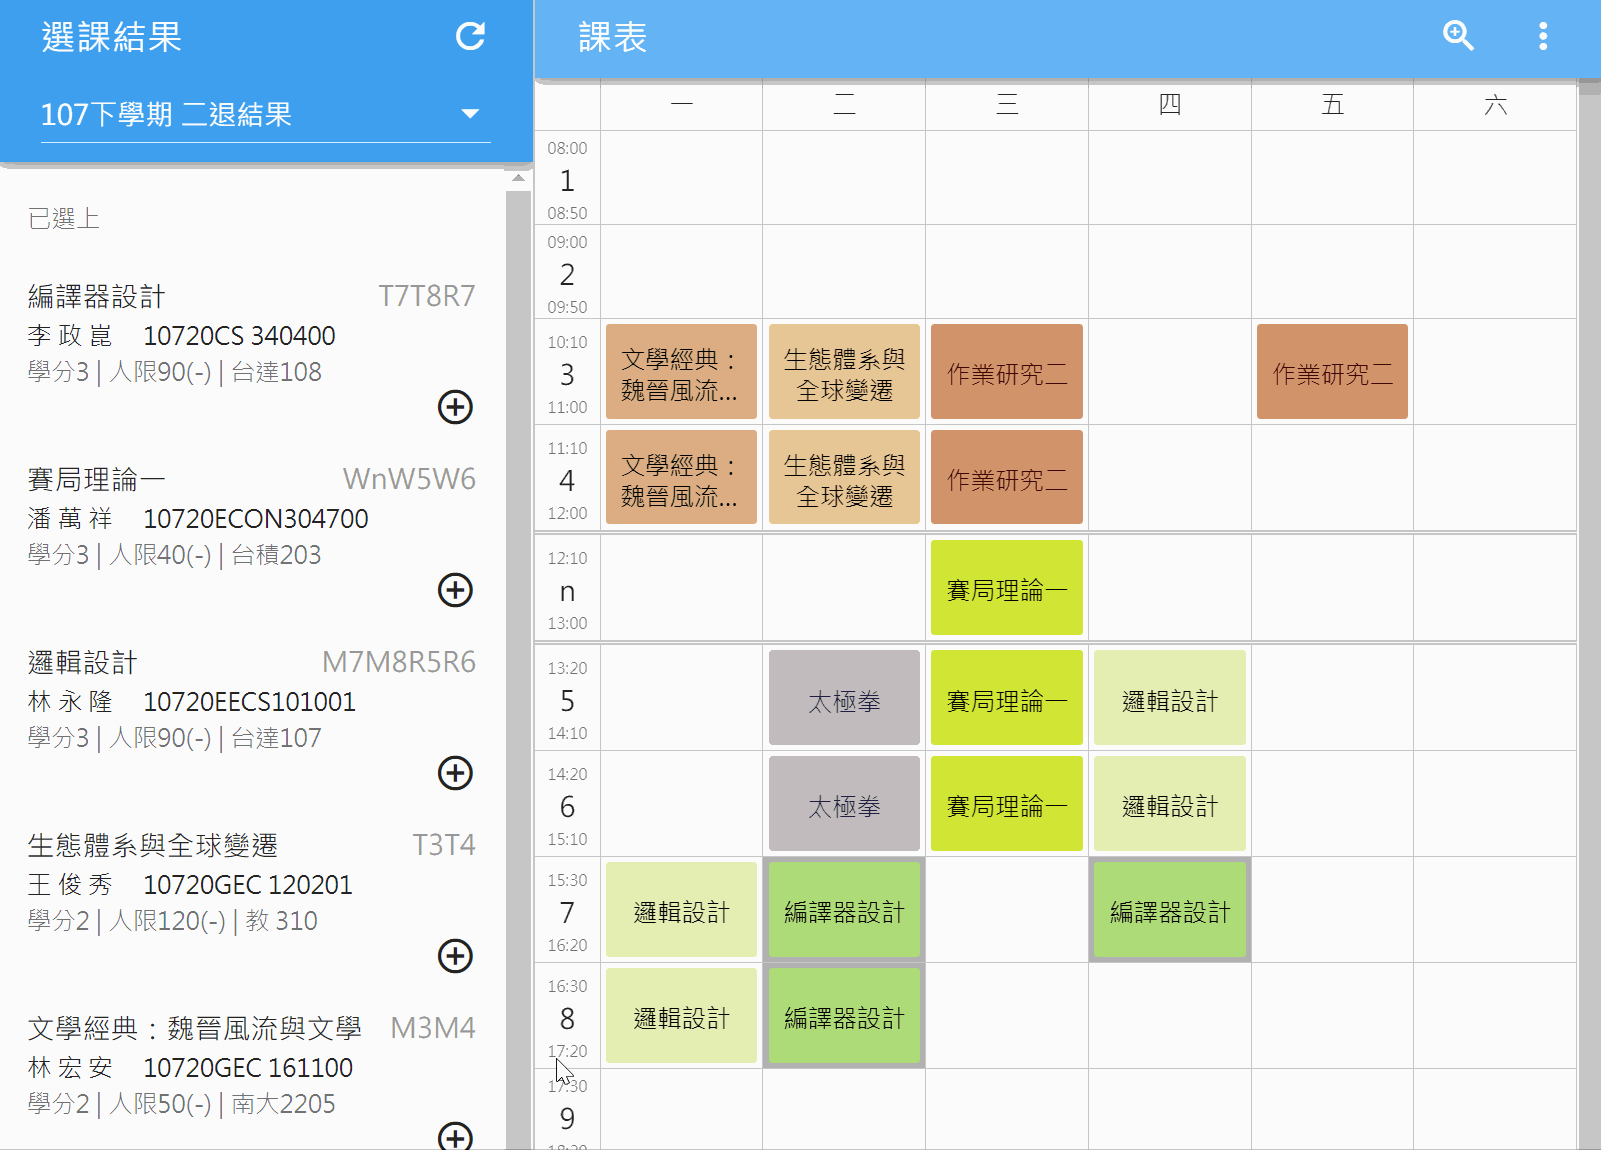 選課結果
107下學期 二退結果
已選上
編譯器設計 T7T8R7
李政崑 10720CS 340400
學分3 | 人限90(-) | 台達108
賽局理論一 WnW5W6
潘萬祥 10720ECON304700
學分3 | 人限40(-) | 台積203
邏輯設計 M7M8R5R6
林永隆 10720EECS101001
學分3 | 人限90(-) | 台達107
生態體系與全球變遷 T3T4
王俊秀 10720GEC 120201
學分2 | 人限120(-) | 教 310
文學經典：魏晉風流與文學 M3M4
林宏安 10720GEC 161100
學分2 | 人限50(-) | 南大2205
課表
一 二 三 四 五 六
08:00
1
08:50
09:00
2
09:50
10:10
3
11:00
文學經典：
魏晉風流...
生態體系與
全球變遷
作業研究二
作業研究二
11:10
4
12:00
文學經典：
魏晉風流...
生態體系與
全球變遷
作業研究二
12:10
n
13:00
賽局理論一
13:20
5
14:10
太極拳
賽局理論一
邏輯設計
14:20
6
15:10
太極拳
賽局理論一
邏輯設計
15:30
7
16:20
邏輯設計
編譯器設計
編譯器設計
16:30
8
17:20
邏輯設計
編譯器設計
17:30
9